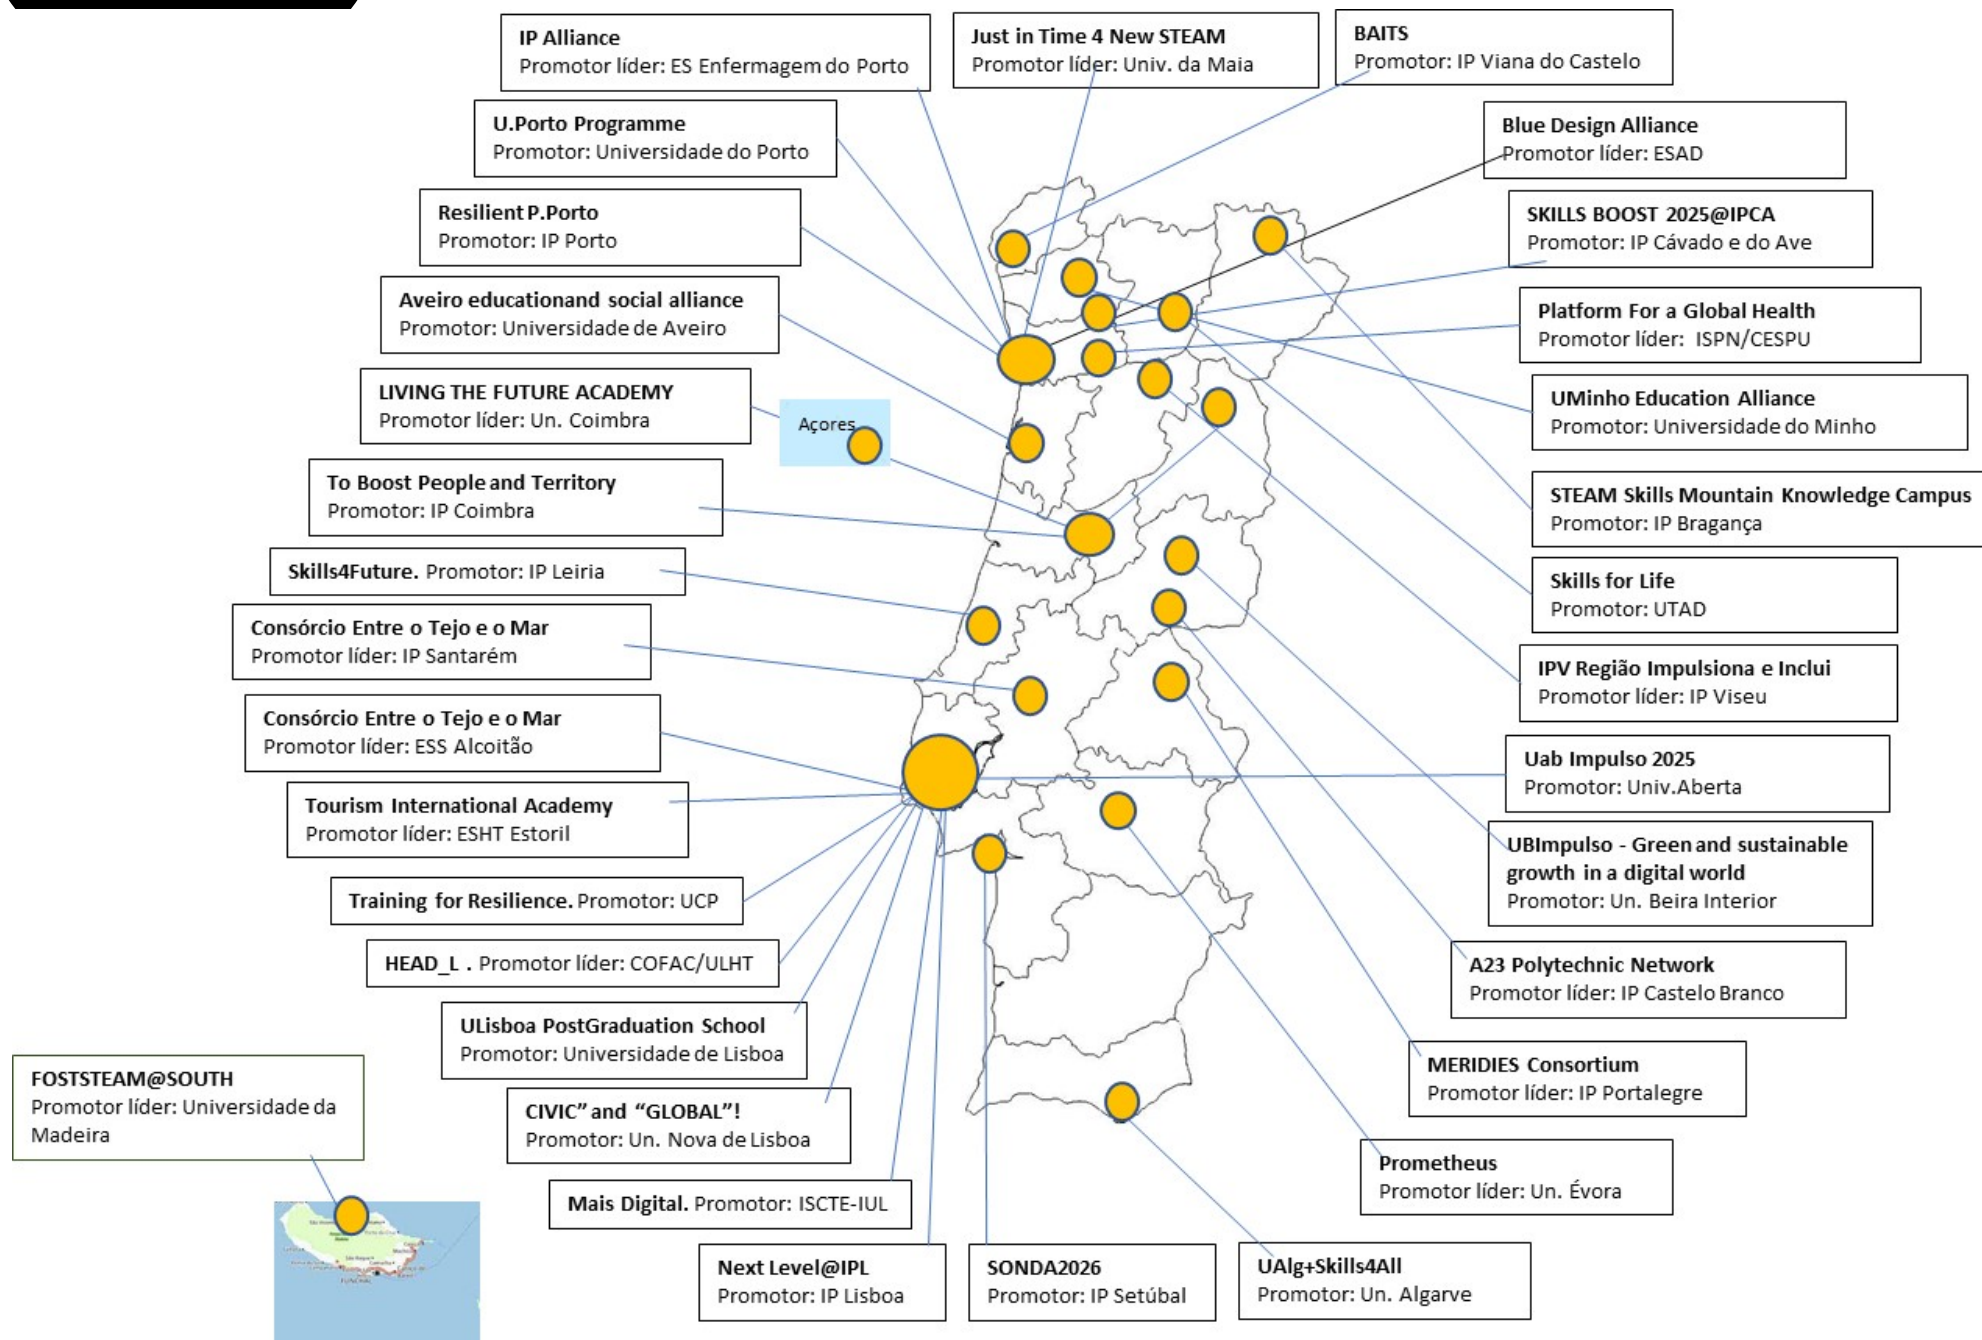 IP Alliance
Promotor líder: ES Enfermagem do Porto
Just in Time 4 New STEAM
Promotor líder: Univ. da Maia
BAITS
Promotor: IP Viana do Castelo
U.Porto Programme
Promotor: Universidade do Porto
Blue Design Alliance
Promotor líder: ESAD
Resilient P.Porto
Promotor: IP Porto
SKILLS BOOST 2025@IPCA
Promotor: IP Cávado e do Ave
Aveiro educationand social alliance
Promotor: Universidade de Aveiro
Platform For a Global Health
Promotor líder: ISPN/CESPU
LIVING THE FUTURE ACADEMY
Promotor líder: Un. Coimbra
Açores
UMinho Education Alliance
Promotor: Universidade do Minho
To Boost People and Territory
Promotor: IP Coimbra
STEAM Skills Mountain Knowledge Campus
Promotor: IP Bragança
Skills4Future. Promotor: IP Leiria
Skills for Life
Promotor: UTAD
Consórcio Entre o Tejo e o Mar
Promotor líder: IP Santarém
IPV Região Impulsiona e Inclui
Promotor líder: IP Viseu
Consórcio Entre o Tejo e o Mar
Promotor líder: ESS Alcoitão
Uab Impulso 2025
Promotor: Univ.Aberta
Tourism International Academy
Promotor líder: ESHT Estoril
UBImpulso - Green and sustainable
growth in a digital world
Promotor: Un. Beira Interior
Training for Resilience. Promotor: UCP
HEAD_L . Promotor líder: COFAC/ULHT
A23 Polytechnic Network
Promotor líder: IP Castelo Branco
ULisboa PostGraduation School
Promotor: Universidade de Lisboa
MERIDIES Consortium
Promotor líder: IP Portalegre
FOSTSTEAM@SOUTH
Promotor líder: Universidade da
Madeira
CIVIC” and “GLOBAL”!
Promotor: Un. Nova de Lisboa
Prometheus
Promotor líder: Un. Évora
Mais Digital. Promotor: ISCTE-IUL
Next Level@IPL
Promotor: IP Lisboa
SONDA2026
Promotor: IP Setúbal
UAlg+Skills4All
Promotor: Un. Algarve
FUNCHAL